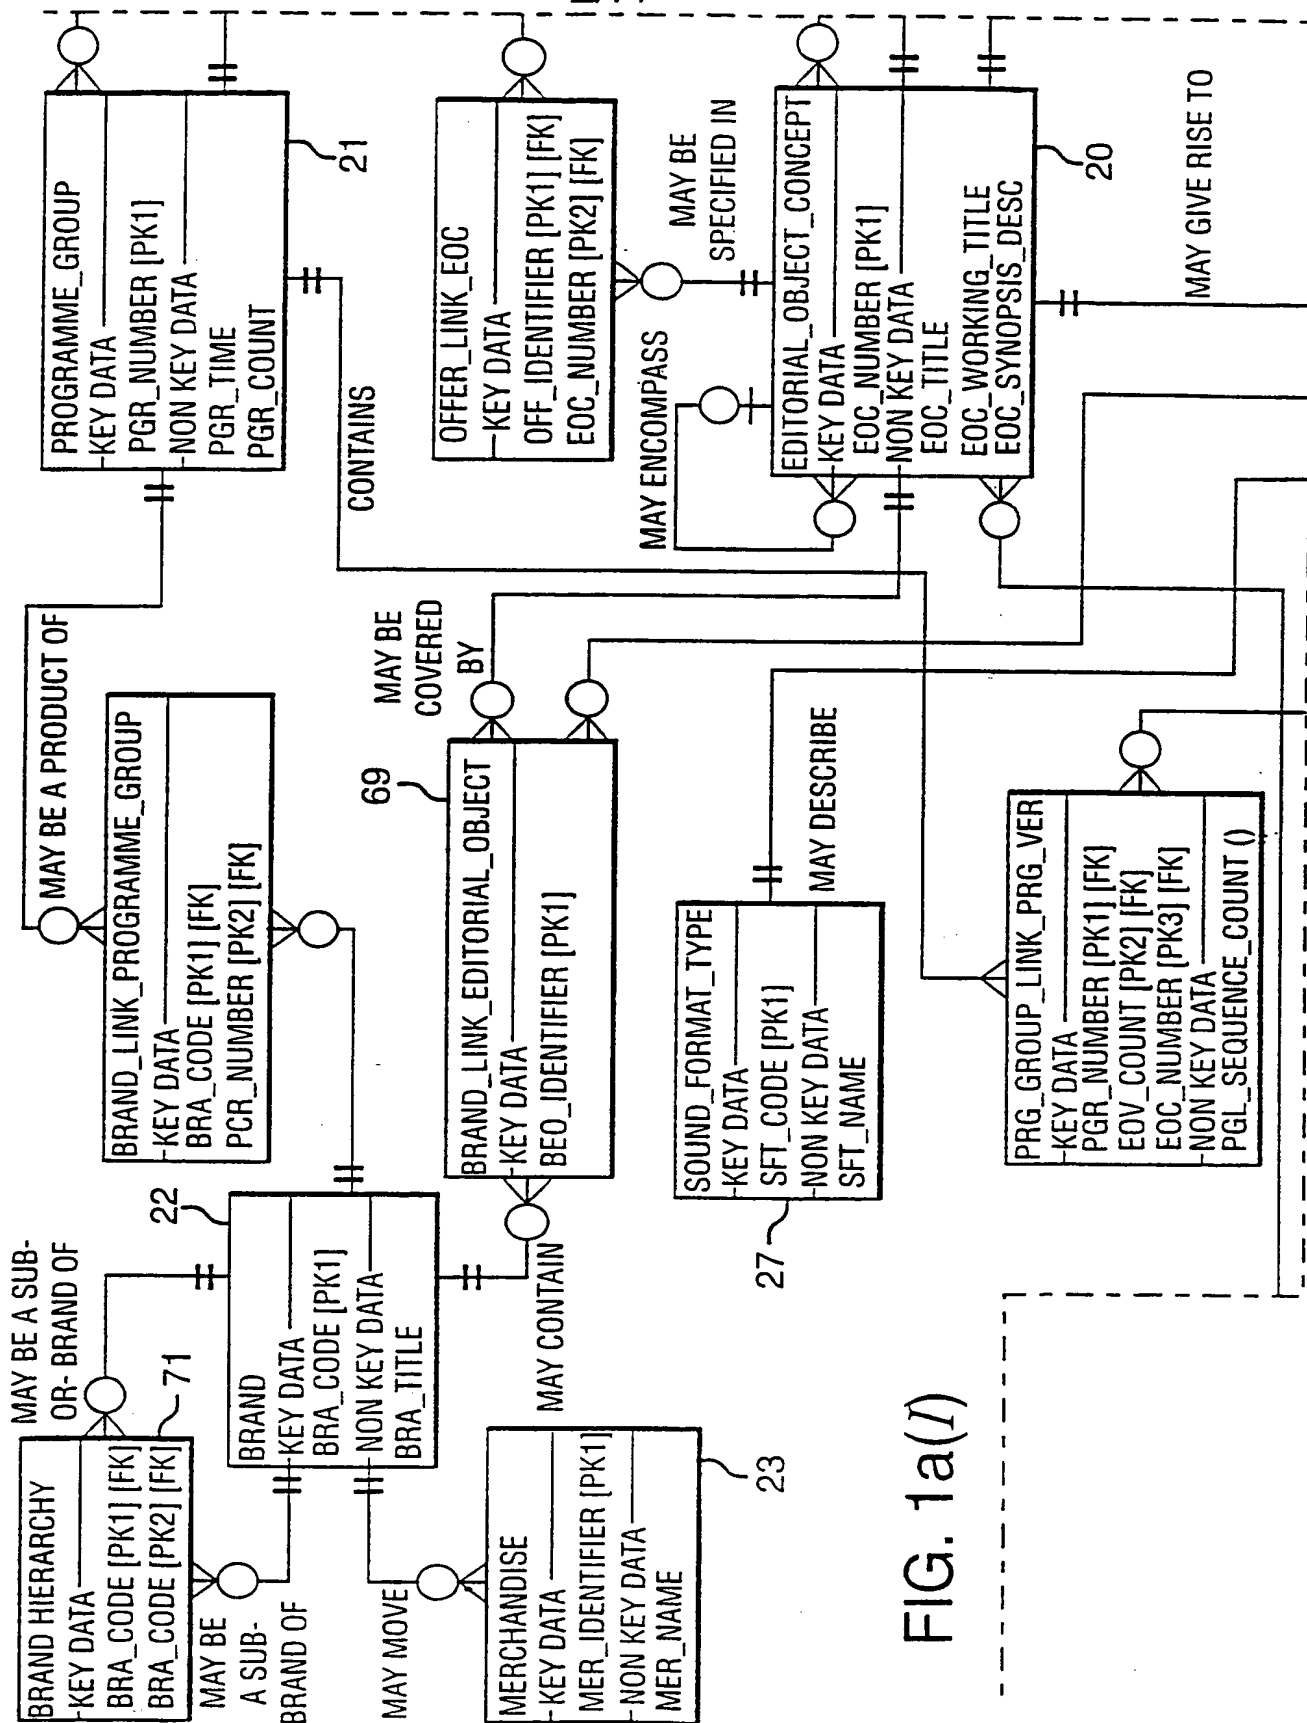 BRAND HIERARCHY
KEY DATA
BRA_CODE [PK1] [FK]
BRA_CODE [PK2] [FK]
71
MAY BE A SUB-
OR- BRAND OF
MAY BE
A SUB-
BRAND OF
BRAND
KEY DATA
BRA_CODE [PK1]
NON KEY DATA
BRA_TITLE
22
MAY MOVE
MERCHANDISE
KEY DATA
MER_IDENTIFIER [PK1]
NON KEY DATA
MER_NAME
23
MAY CONTAIN
BRAND_LINK_PROGRAMME_GROUP
KEY DATA
BRA_CODE [PK1] [FK]
PCR_NUMBER [PK2] [FK]
MAY BE A PRODUCT OF
PROGRAMME_GROUP
KEY DATA
PGR_NUMBER [PK1]
NON KEY DATA
PGR_TIME
PGR_COUNT
21
CONTAINS
BRAND_LINK_EDITORIAL_OBJECT
KEY DATA
BEO_IDENTIFIER [PK1]
69
MAY BE
COVERED
BY
OFFER_LINK_EOC
KEY DATA
OFF_IDENTIFIER [PK1] [FK]
EOC_NUMBER [PK2] [FK]
MAY BE
SPECIFIED IN
MAY ENCOMPASS
EDITORIAL_OBJECT_CONCEPT
KEY DATA
EOC_NUMBER [PK1]
NON KEY DATA
EOC_TITLE
EOC_WORKING_TITLE
EOC_SYNOPSIS_DESC
20
MAY GIVE RISE TO
SOUND_FORMAT_TYPE
KEY DATA
SFT_CODE [PK1]
NON KEY DATA
SFT_NAME
27
MAY DESCRIBE
PRG_GROUP_LINK_PRG_VER
KEY DATA
PGR_NUMBER [PK1] [FK]
EOV_COUNT [PK2] [FK]
EOC_NUMBER [PK3] [FK]
NON KEY DATA
PGL_SEQUENCE_COUNT ()
FIG. 1a(I)